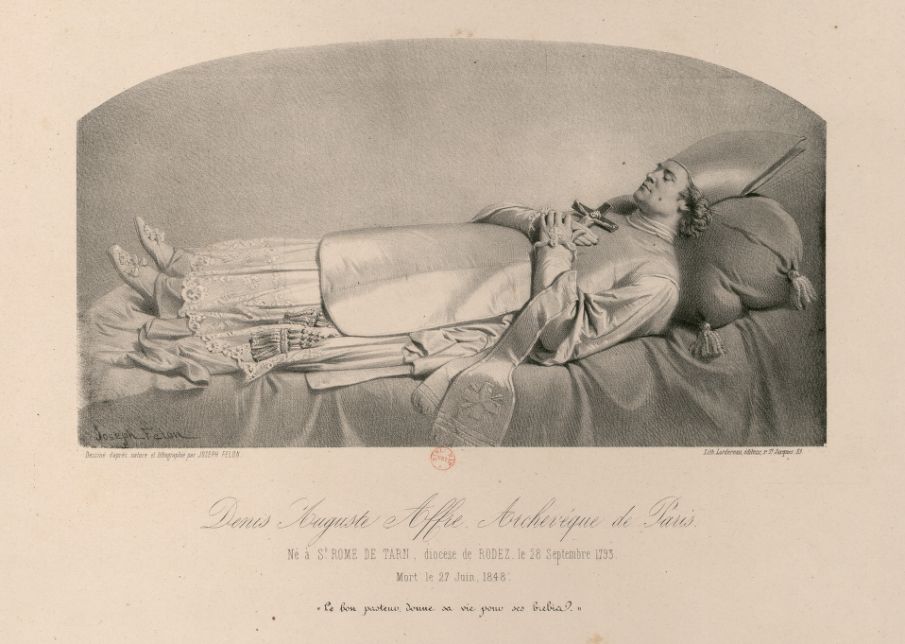 Joseph Felon
Dessiné d'après nature et lithographié par JOSEPH FELON.
Lith. Lordereau, éditeur, r. St Jacques, 59.
Denis Auguste Affre, Archevêque de Paris.
Né à St ROME DE TARN, diocèse de RODEZ, le 28 Septembre 1793.
Mort le 27 Juin, 1848.
« Le bon pasteur donne sa vie pour ses brebis. »